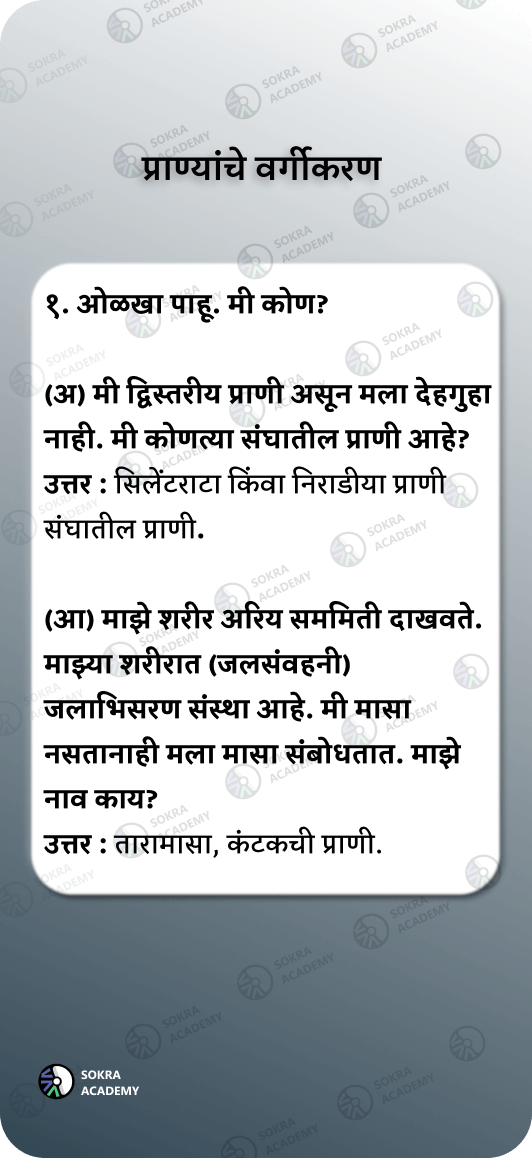 प्राण्यांचे वर्गीकरण
१. ओळखा पाहू. मी कोण?
(अ) मी द्विस्तरीय प्राणी असून मला देहगुहा
नाही. मी कोणत्या संघातील प्राणी आहे?
उत्तर : सिलेंटराटा किंवा निराडीया प्राणी
संघातील प्राणी.
(आ) माझे शरीर अरिय सममिती दाखवते.
माझ्या शरीरात (जलसंवहनी)
जलाभिसरण संस्था आहे. मी मासा
नसतानाही मला मासा संबोधतात. माझे
नाव काय?
उत्तर : तारामासा, कंटकची प्राणी.
SOKRA
ACADEMY